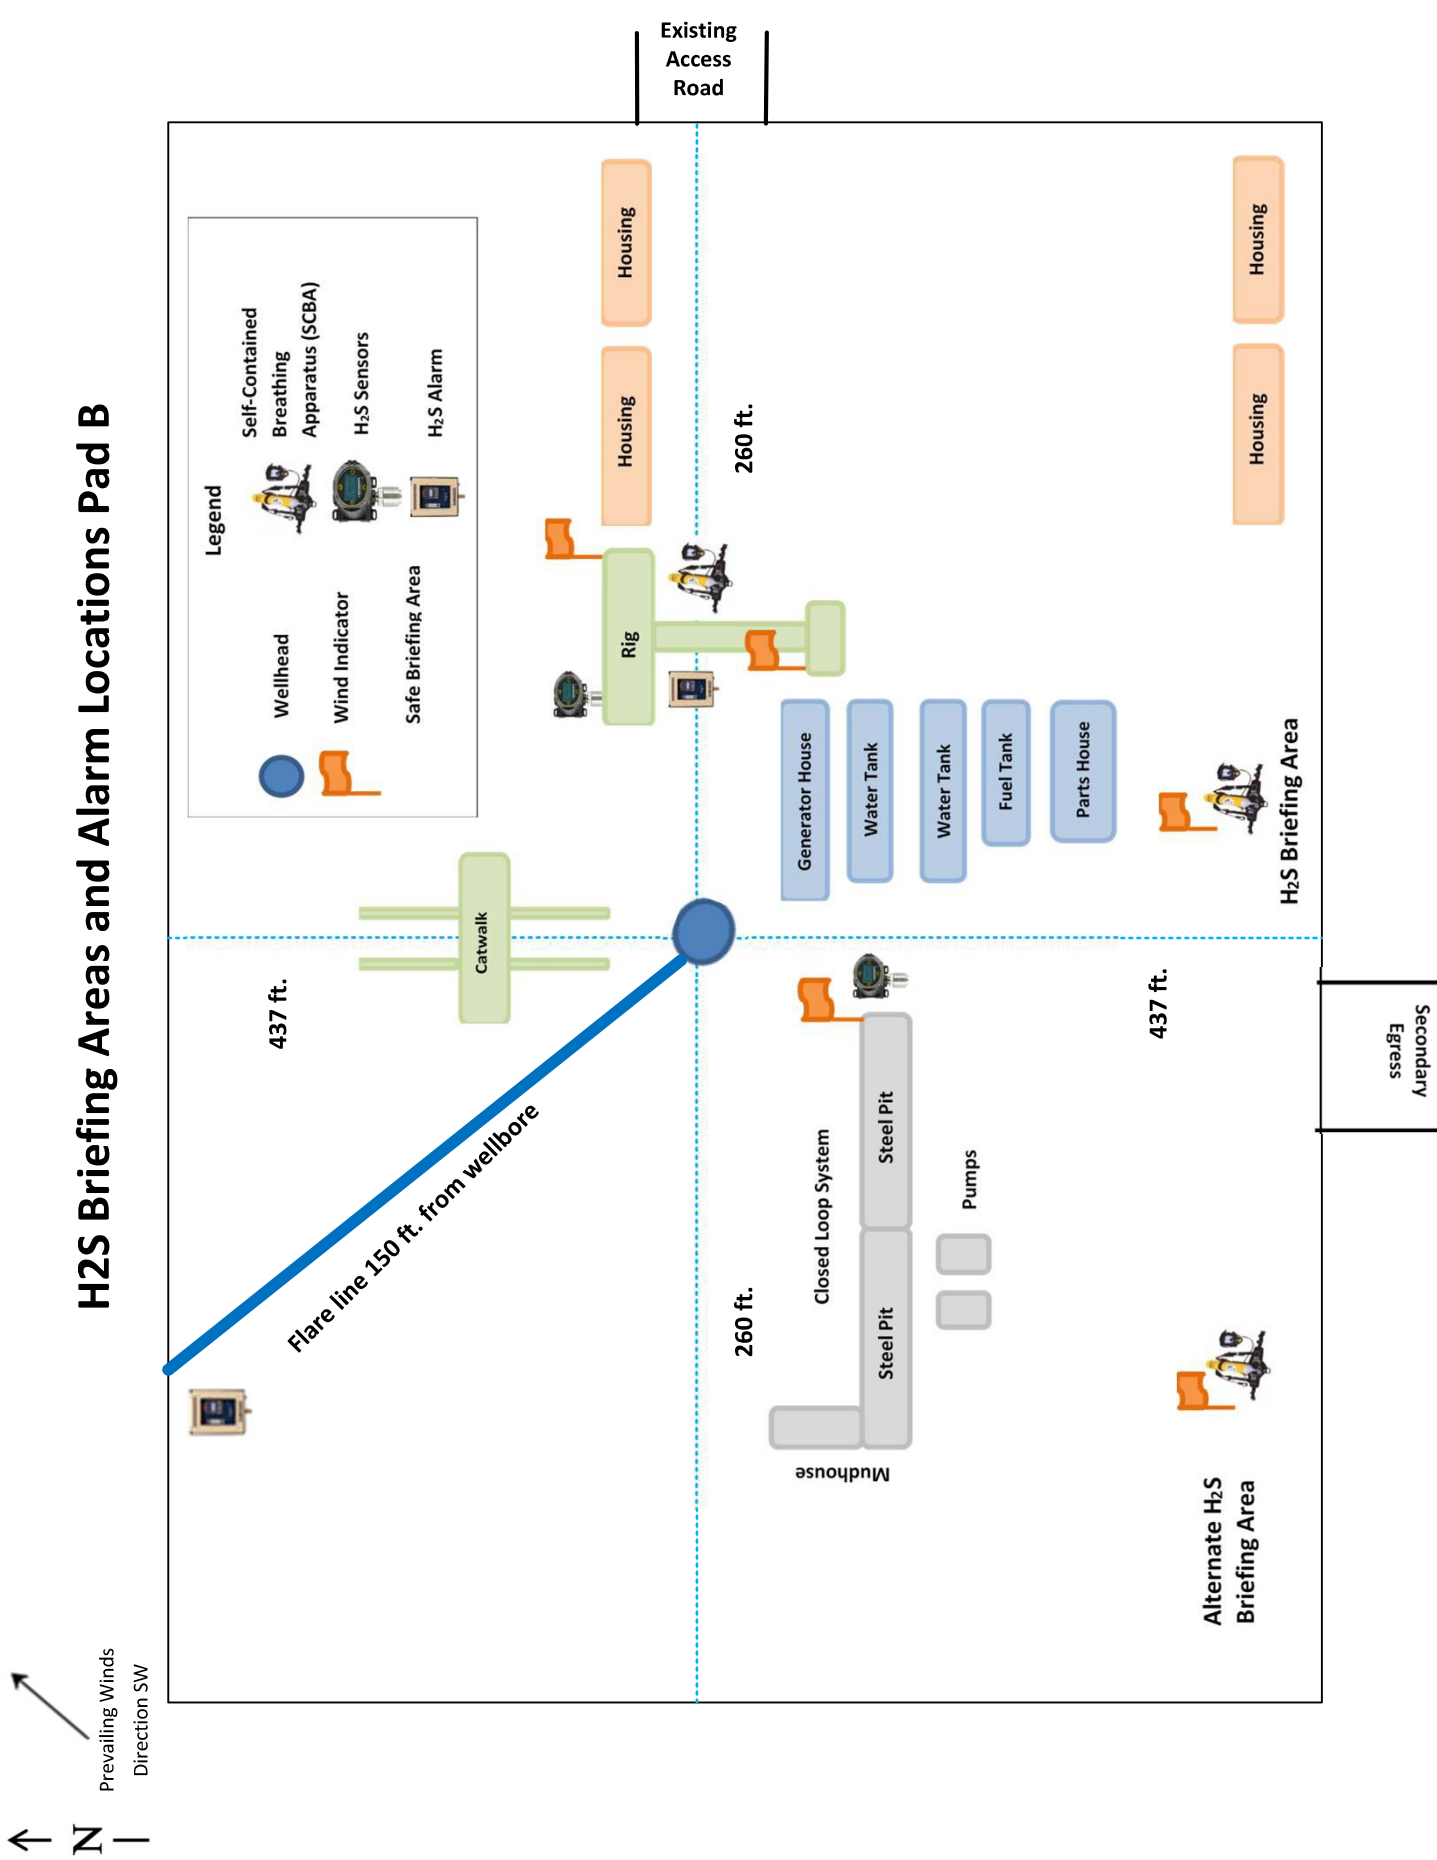 H2S Briefing Areas and Alarm Locations Pad B
N
Prevailing Winds
Direction SW
Legend
Wellhead
Wind Indicator
Safe Briefing Area
Self-Contained
Breathing
Apparatus (SCBA)
H₂S Sensors
H₂S Alarm
Existing
Access
Road
437 ft.
Catwalk
Flare line 150 ft. from wellbore
Rig
Housing
Housing
260 ft.
260 ft.
Generator House
Water Tank
Water Tank
Fuel Tank
Parts House
Closed Loop System
Steel Pit
Steel Pit
Mudhouse
Pumps
437 ft.
Housing
Housing
H₂S Briefing Area
Alternate H₂S
Briefing Area
Secondary
Egress